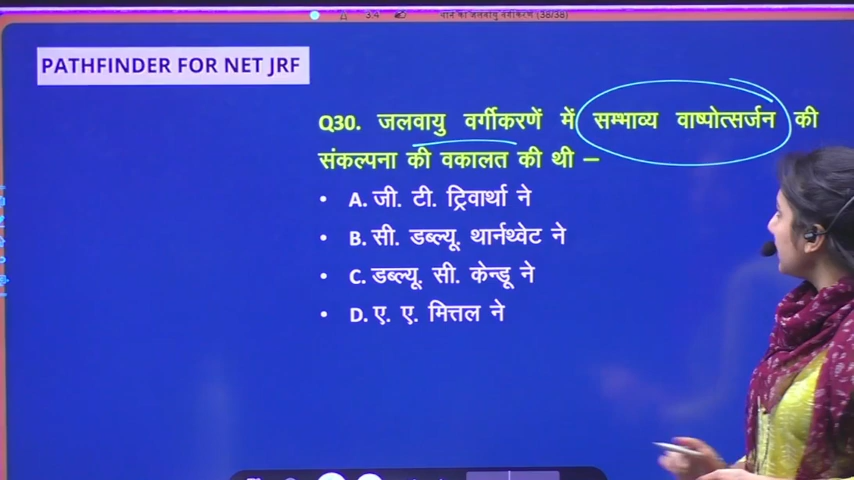 PATHFINDER FOR NET JRF
Q30. जलवायु वर्गीकरणें में सम्भाव्य वाष्पोत्सर्जन की
संकल्पना की वकालत की थी –
• A. जी. टी. ट्रिवार्था ने
• B. सी. डब्ल्यू. थार्नथ्वेट ने
• C. डब्ल्यू. सी. केन्डू ने
• D. ए. ए. मित्तल ने